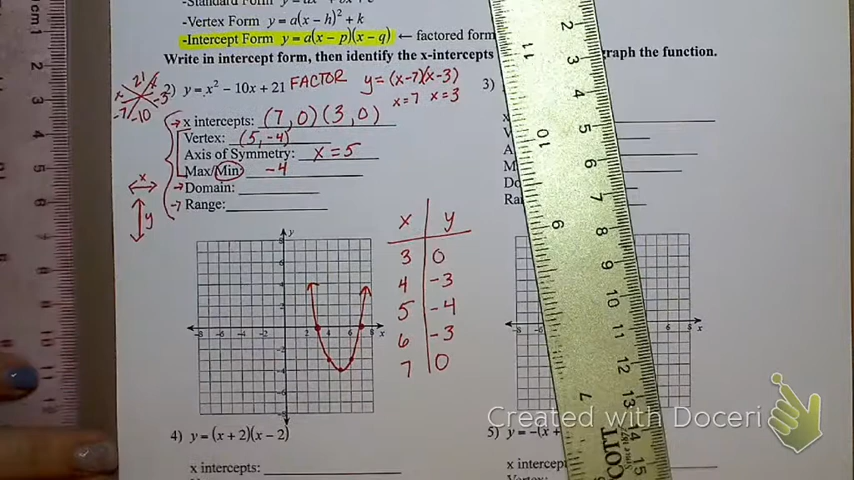 -Standard Form y = ax² + bx + c
-Vertex Form y = a(x − h)² + k
-Intercept Form y = a(x − p)(x − q) ← factored form
Write in intercept form, then identify the x-intercepts
graph the function.
21
x x
-7 -3
-10
2) y = x² − 10x + 21 FACTOR y = (x-7)(x-3)
x=7 x=3
x intercepts: (7, 0) (3, 0)
Vertex: (5, -4)
Axis of Symmetry: x = 5
Max/Min: -4
Domain:
Range:
x
y
x y
3 0
4 -3
5 -4
6 -3
7 0
3)
4) y = (x + 2)(x − 2)
x intercepts:
5) y = −(x +
x intercep
Created with Doceri